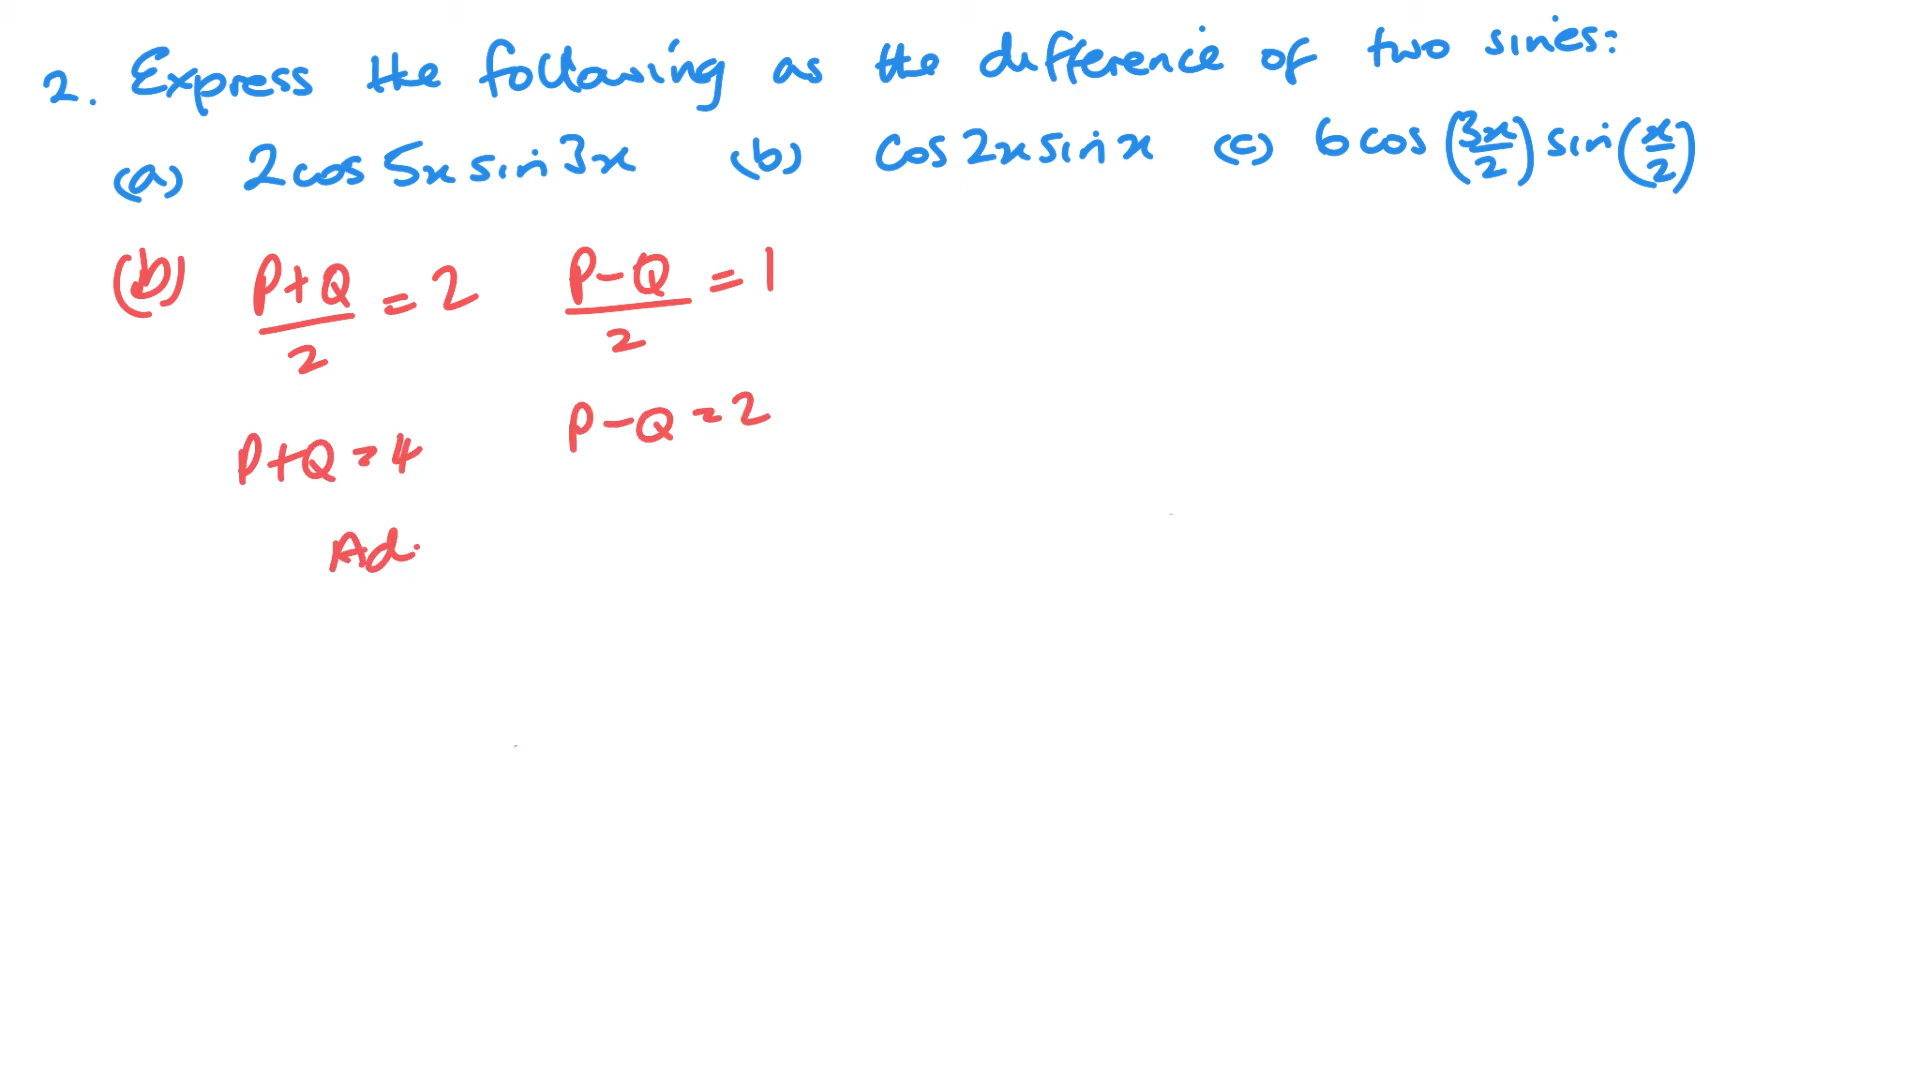 2. Express the following as the difference of two sines:
(a) 2cos 5x sin 3x (b) cos 2x sin x (c) 6 cos (3x/2) sin (x/2)
(b) P+Q/2 = 2 P-Q/2 = 1
P-Q = 2
P+Q = 4
Ad